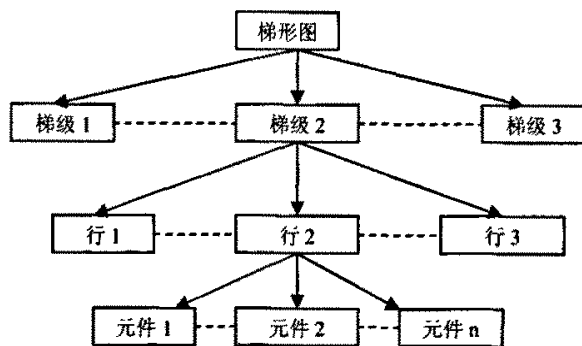 梯形图
梯级 1
梯级 2
梯级 3
行 1
行 2
行 3
元件 1
元件 2
元件 n